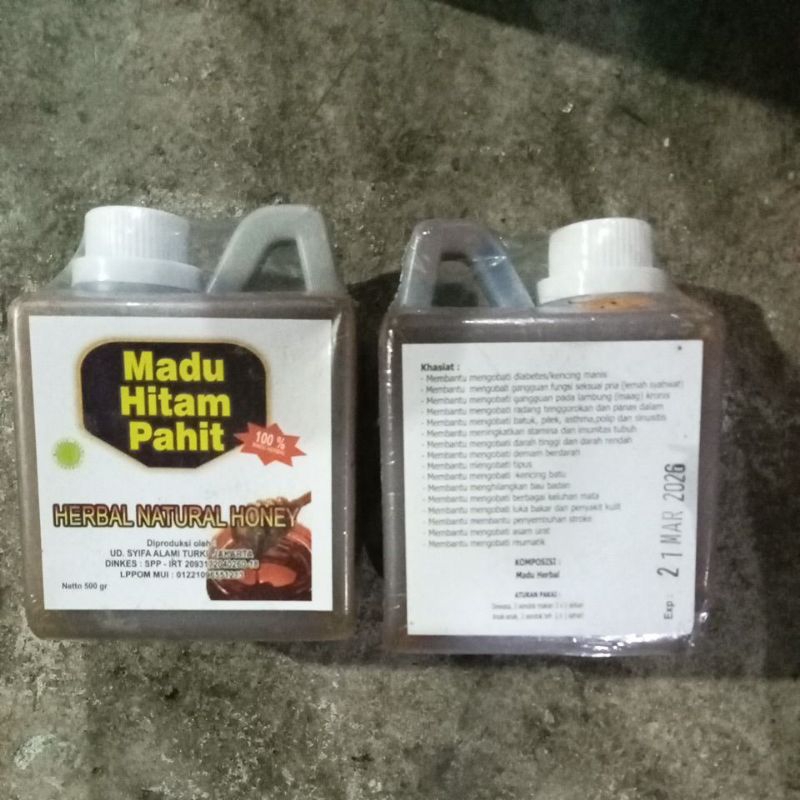 Madu
Hitam
Pahit
100 %
HERBAL NATURAL HONEY
Diproduksi oleh
UD. SYIFA ALAMI TURKI JAKARTA
DINKES : SPP - IRT
LPPOM MUI :
Netto 500 gr
Khasiat :
- Membantu mengobati diabetes/kencing manis
- Membantu mengobati gangguan fungsi seksual pria (lemah syahwat)
- Membantu mengobati gangguan pada lambung (maag) kronis
- Membantu mengobati radang tenggorokan dan panas dalam
- Membantu mengobati batuk, pilek, asthma,polip dan sinusitis
- Membantu meningkatkan stamina dan imunitas tubuh
- Membantu mengobati darah tinggi dan darah rendah
- Membantu mengobati demam berdarah
- Membantu mengobati tipus
- Membantu mengobati kencing batu
- Membantu menghilangkan bau badan
- Membantu mengobati berbagai keluhan mata
- Membantu mengobati luka bakar dan penyakit kulit
- Membantu membantu penyembuhan stroke
- Membantu mengobati asam urat
- Membantu mengobati reumatik
KOMPOSISI :
Madu Herbal
ATURAN PAKAI :
Exp : 21 MAR 2026